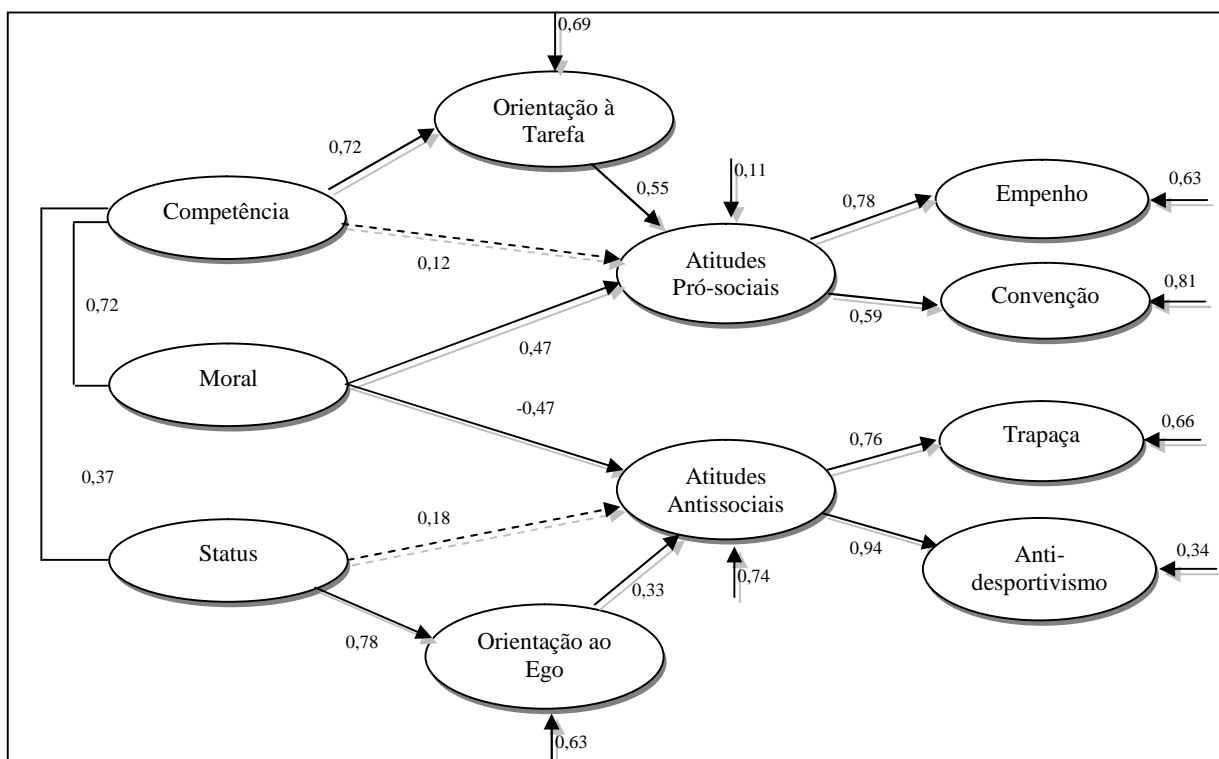 0,69
Orientação à
Tarefa
0,72
0,55
0,11
0,78
Empenho
0,63
Competência
0,12
Atitudes
Pró-sociais
Convenção
0,81
0,59
0,72
0,47
Moral
-0,47
0,76
Trapaça
0,66
0,37
Atitudes
Antissociais
0,18
Status
0,94
Anti-
desportivismo
0,34
0,33
0,74
0,78
Orientação ao
Ego
0,63